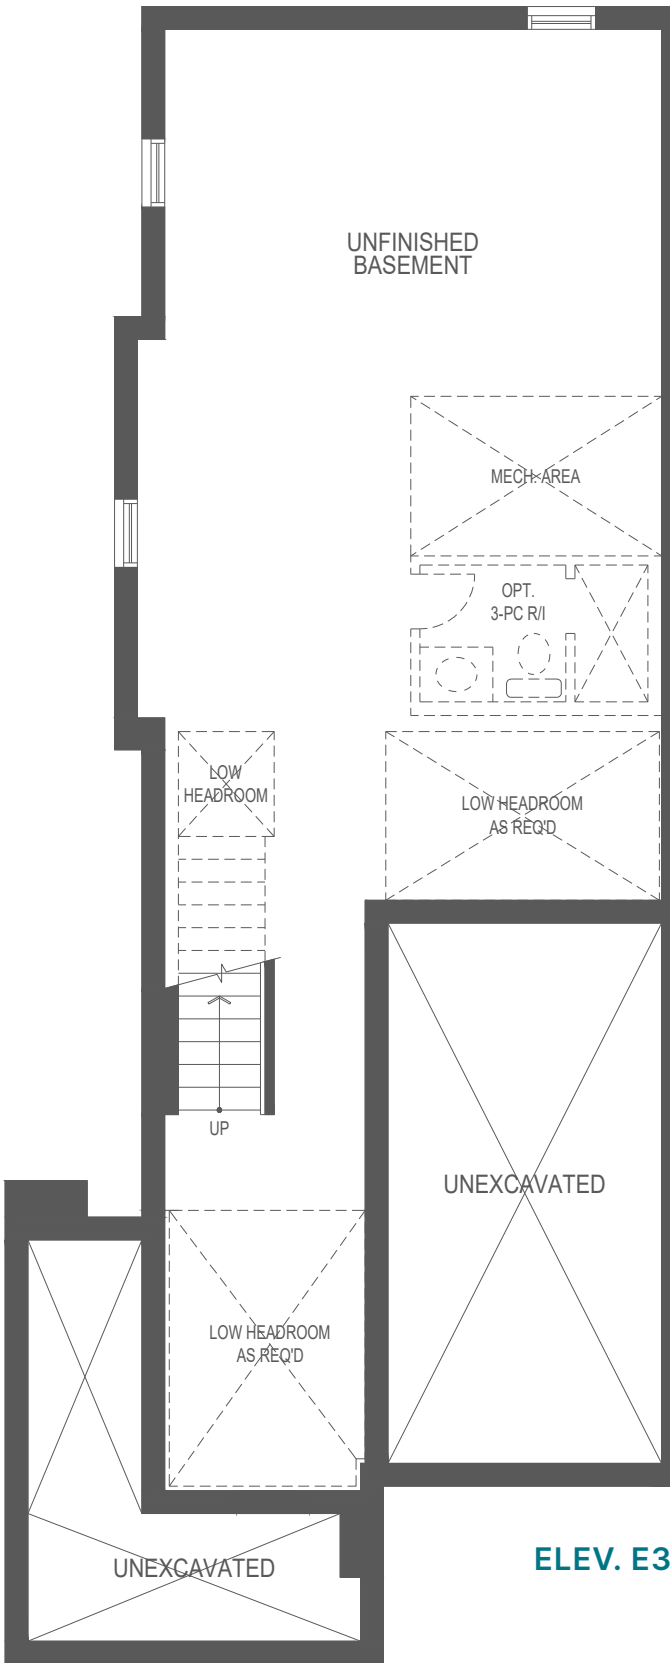 UNFINISHED
BASEMENT
MECH. AREA
OPT.
3-PC R/I
LOW
HEADROOM
LOW HEADROOM
AS REQ'D
UP
UNEXCAVATED
LOW HEADROOM
AS REQ'D
UNEXCAVATED
ELEV. E3